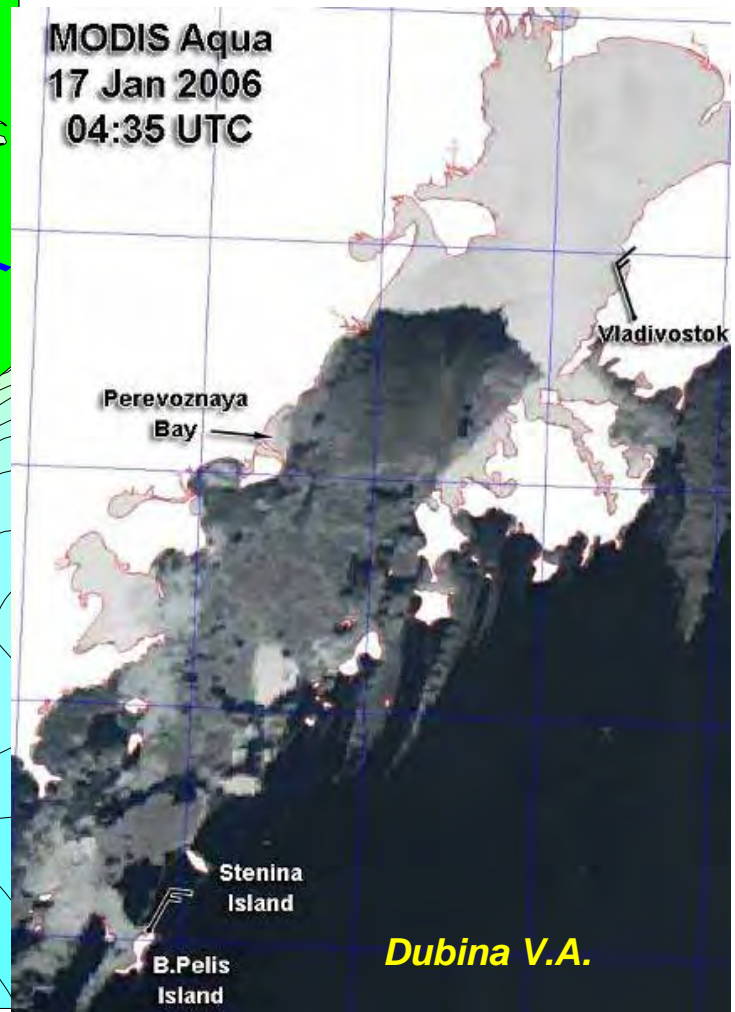 MODIS Aqua
17 Jan 2006
04:35 UTC
Vladivostok
Perevoznaya
Bay
Stenina
Island
B.Pelis
Island
Dubina V.A.